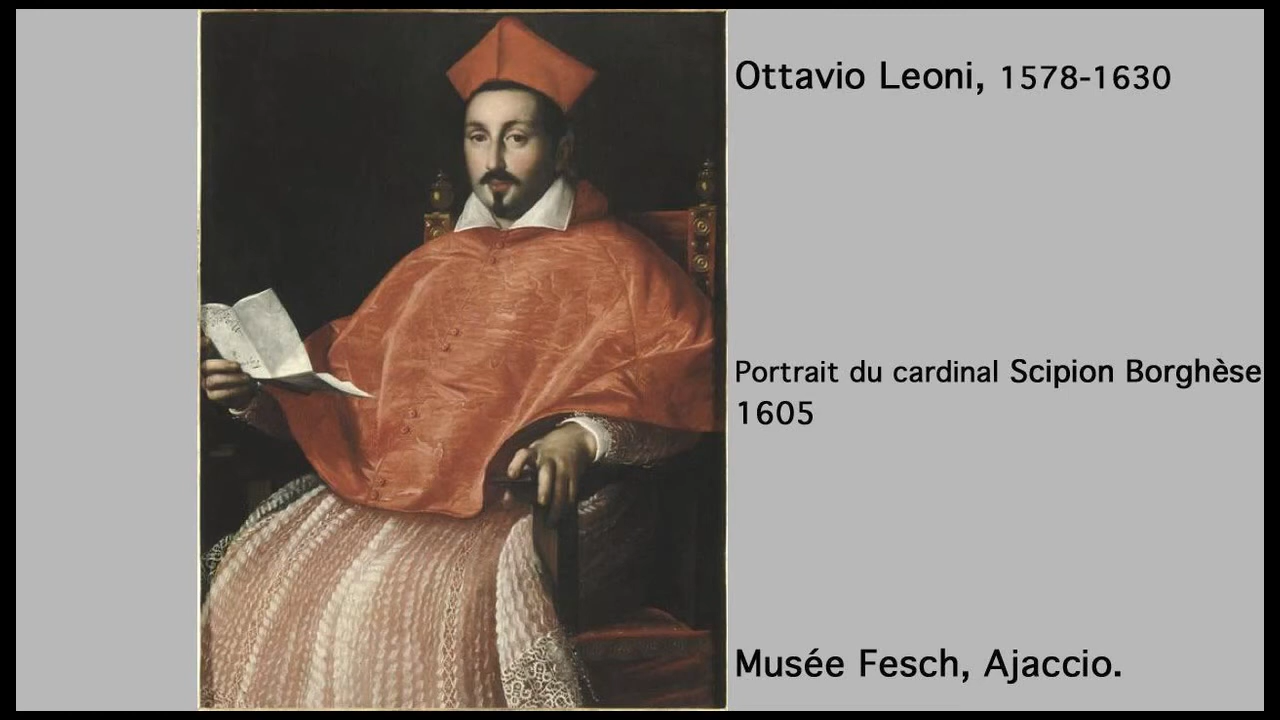 Ottavio Leoni, 1578-1630
Portrait du cardinal Scipion Borghèse
1605
Musée Fesch, Ajaccio.